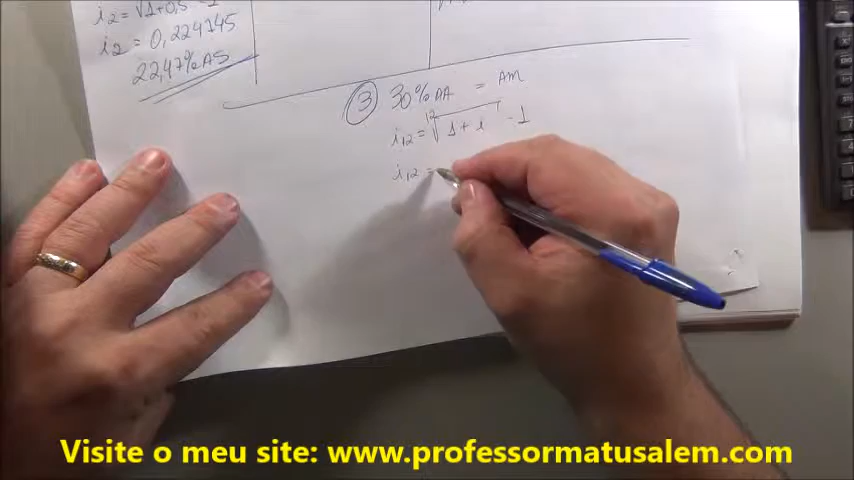 i₂ = √1+0,5 - 1
i₂ = 0,224745
22,47% AS
③ 30% AA = AM
i₁₂ = ¹²√1 + i - 1
i₁₂ =
Visite o meu site: www.professormatusalem.com